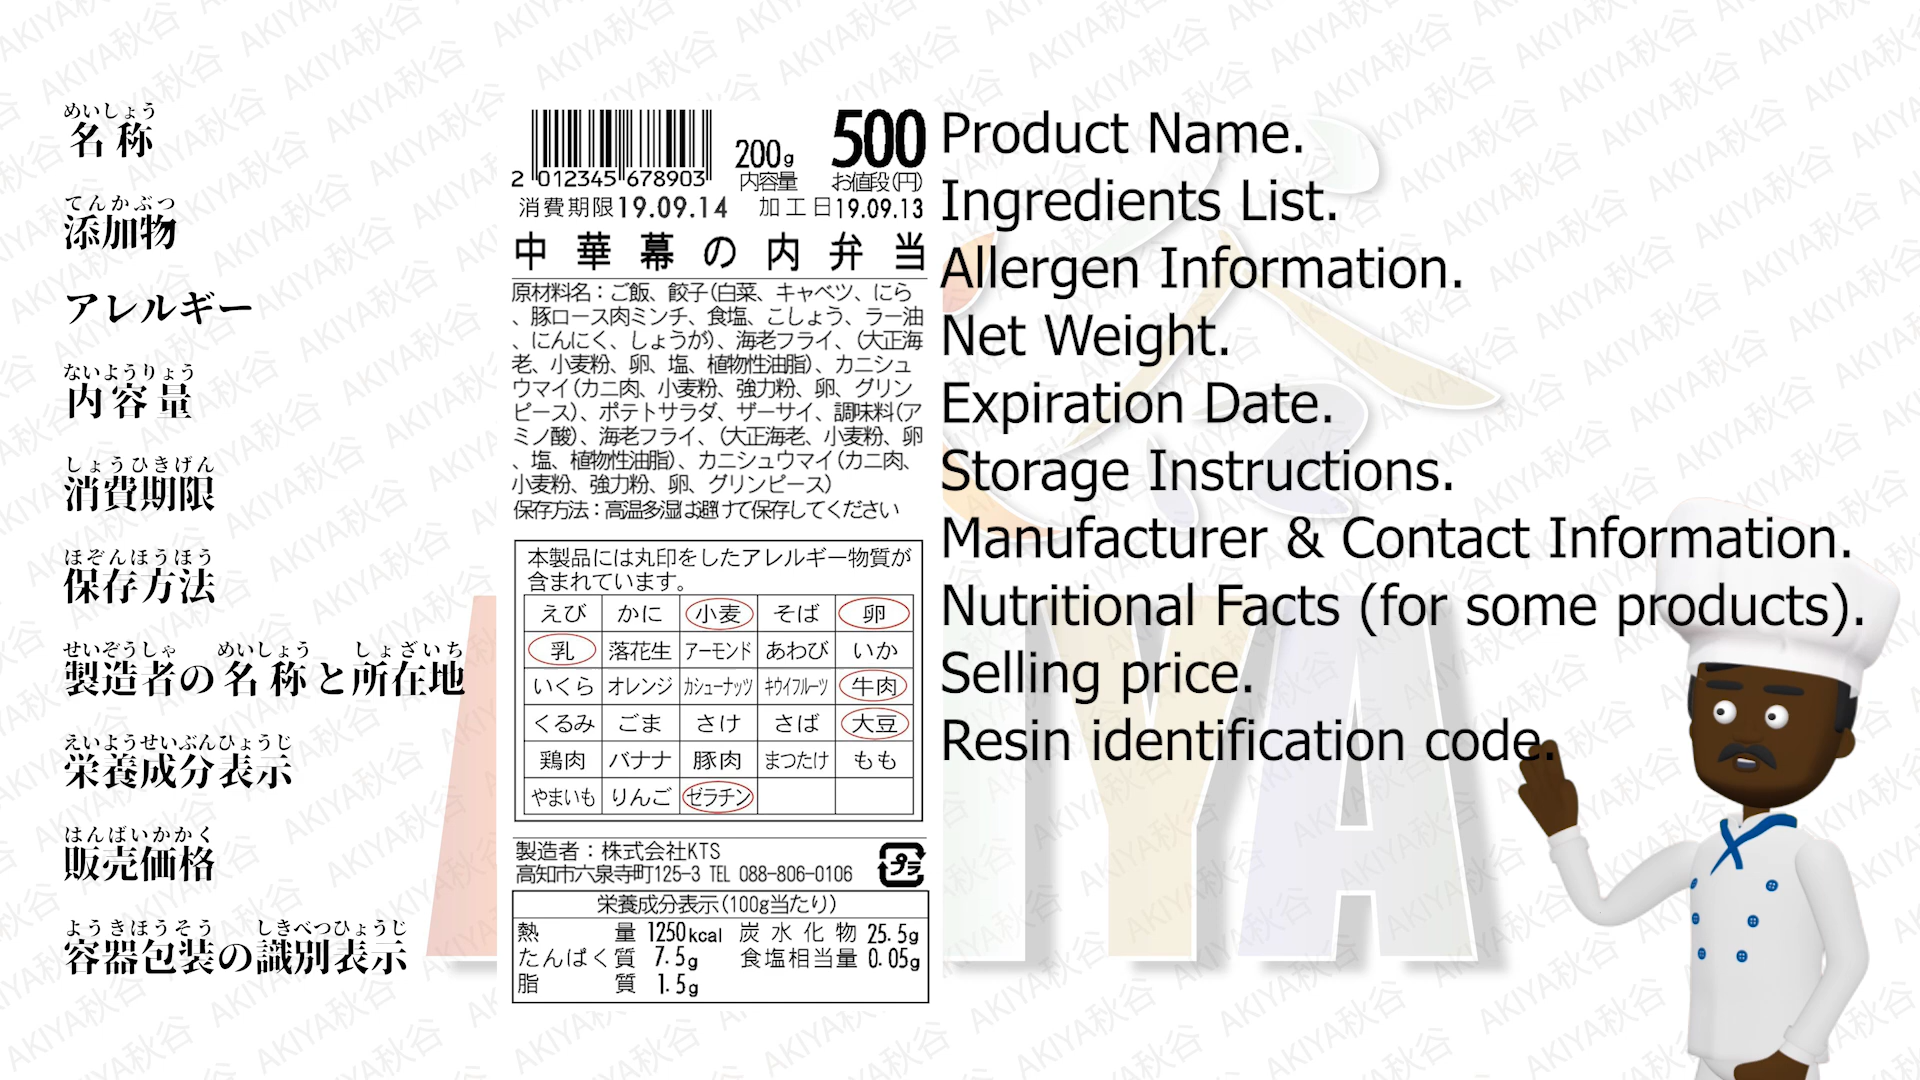 めいしょう
名称
てんかぶつ
添加物
アレルギー
ないようりょう
内容量
しょうひきげん
消費期限
ほぞんほうほう
保存方法
せいぞうしゃ めいしょう しょざいち
製造者の名称と所在地
えいようせいぶんひょうじ
栄養成分表示
はんばいかかく
販売価格
ようきほうそう しきべつひょうじ
容器包装の識別表示
2 012345 678903
200g
内容量
500
お値段(円)
消費期限19.09.14 加工日19.09.13
中華幕の内弁当
原材料名:ご飯、餃子(白菜、キャベツ、にら
、豚ロース肉ミンチ、食塩、こしょう、ラー油
、にんにく、しょうが)、海老フライ、(大正海
老、小麦粉、卵、塩、植物性油脂)、カニシュ
ウマイ(カニ肉、小麦粉、強力粉、卵、グリン
ピース)、ポテトサラダ、ザーサイ、調味料(ア
ミノ酸)、海老フライ、(大正海老、小麦粉、卵
、塩、植物性油脂)、カニシュウマイ(カニ肉、
小麦粉、強力粉、卵、グリンピース)
保存方法:高温多湿は避けて保存してください
本製品には丸印をしたアレルギー物質が
含まれています。
えび かに 小麦 そば 卵
乳 落花生 アーモンド あわび いか
いくら オレンジ カシューナッツ キウイフルーツ 牛肉
くるみ ごま さけ さば 大豆
鶏肉 バナナ 豚肉 まつたけ もも
やまいも りんご ゼラチン
製造者:株式会社KTS
高知市六泉寺町125-3 TEL 088-806-0106
プラ
栄養成分表示(100g当たり)
熱量 1250kcal 炭水化物 25.5g
たんぱく質 7.5g 食塩相当量 0.05g
脂質 1.5g
Product Name.
Ingredients List.
Allergen Information.
Net Weight.
Expiration Date.
Storage Instructions.
Manufacturer & Contact Information.
Nutritional Facts (for some products).
Selling price.
Resin identification code.
AKIYA秋谷